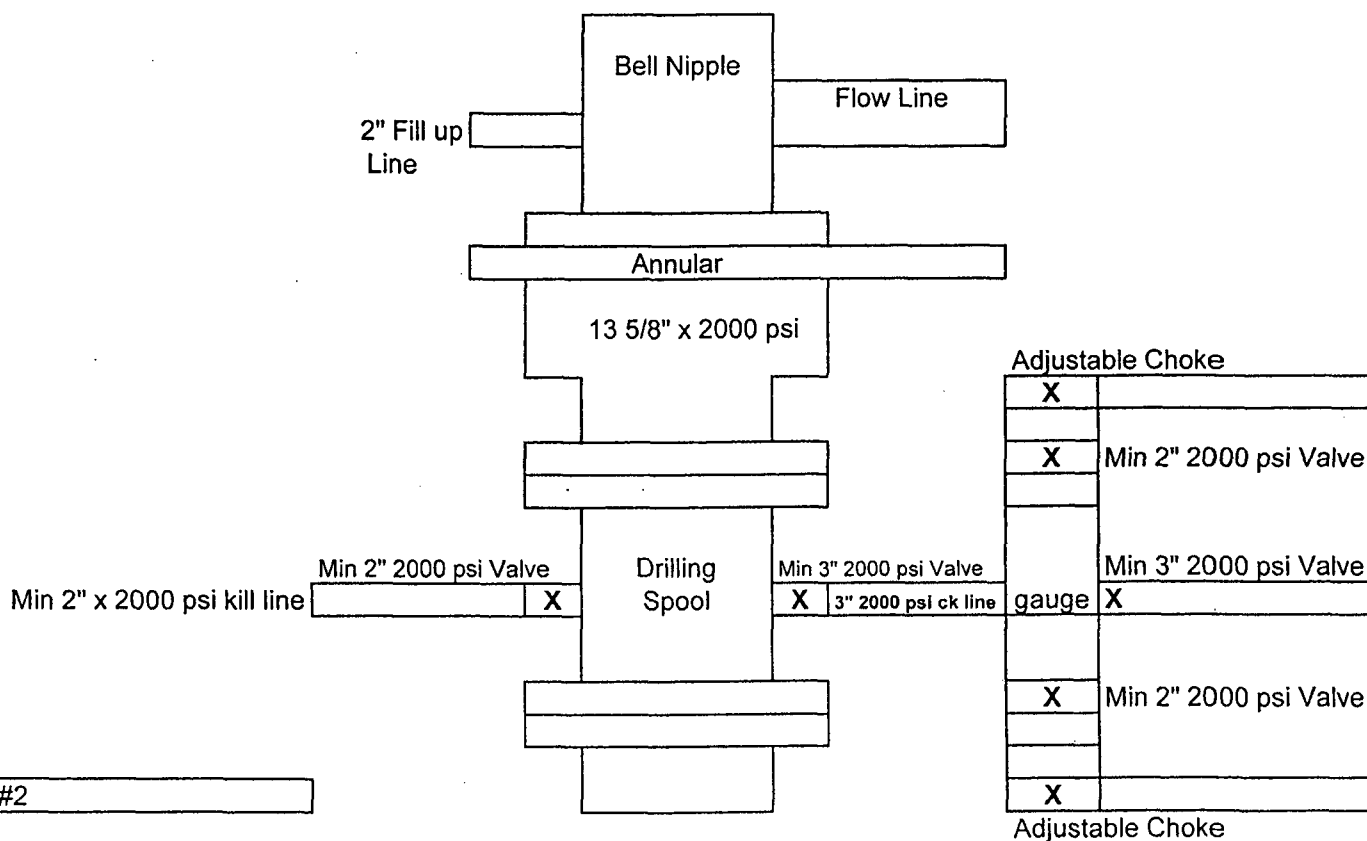 Bell Nipple
Flow Line
2" Fill up
Line
Annular
13 5/8" x 2000 psi
Adjustable Choke
X
X Min 2" 2000 psi Valve
Min 2" 2000 psi Valve
Drilling
Min 3" 2000 psi Valve
Min 3" 2000 psi Valve
Min 2" x 2000 psi kill line
X
Spool
X
3" 2000 psi ck line
gauge
X
X Min 2" 2000 psi Valve
#2
X
Adjustable Choke